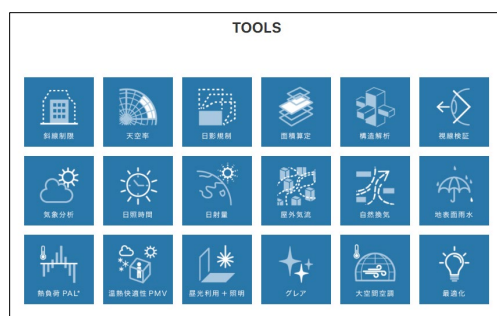 TOOLS
斜線制限
天空率
日影規制
面積算定
構造解析
視線検証
気象分析
日照時間
日射量
屋外気流
自然換気
地表面雨水
熱負荷 PAL*
温熱快適性 PMV
昼光利用 + 照明
グレア
大空間空調
最適化